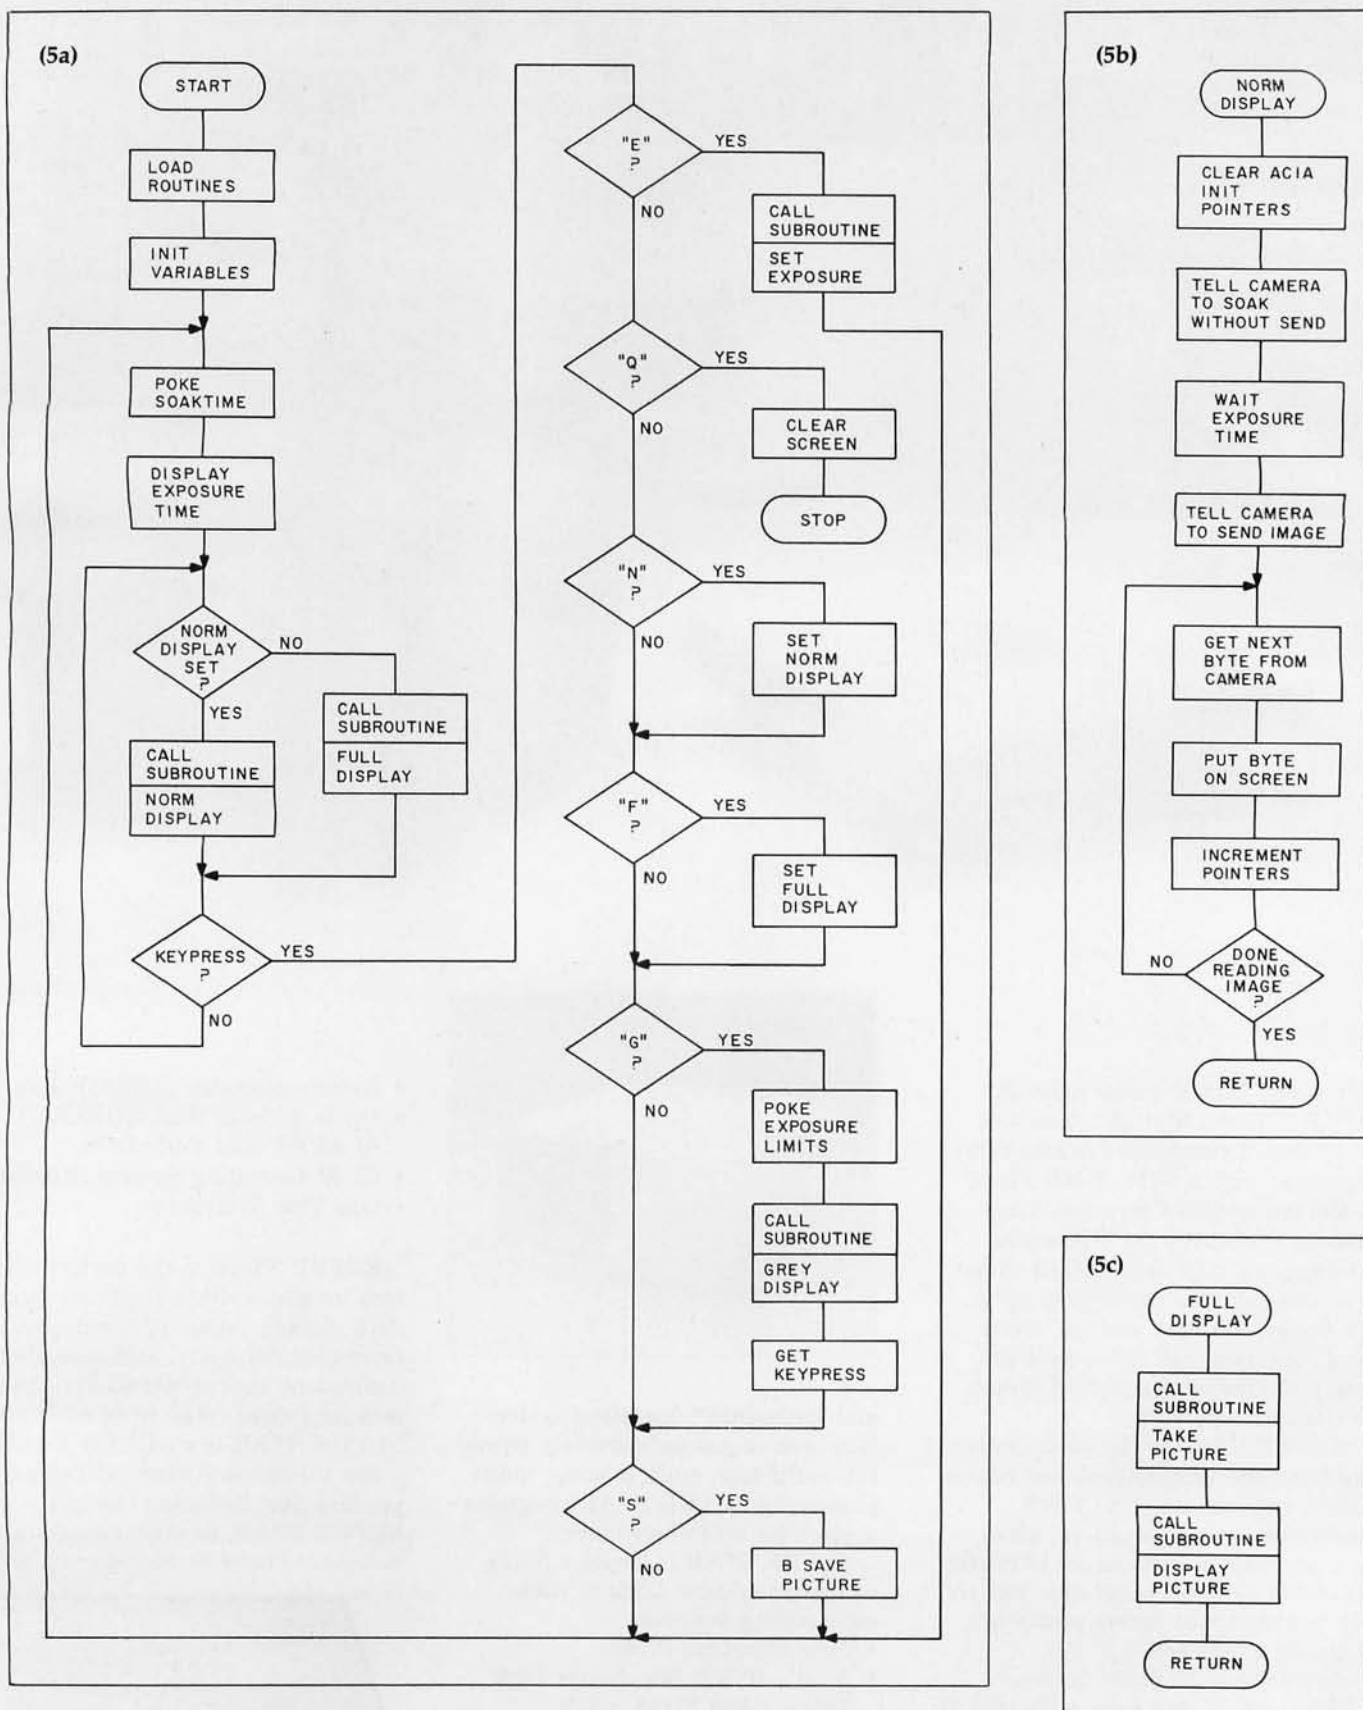 (5a)
START
LOAD
ROUTINES
INIT
VARIABLES
POKE
SOAKTIME
DISPLAY
EXPOSURE
TIME
NORM
DISPLAY
SET
?
NO
YES
CALL
SUBROUTINE
FULL
DISPLAY
CALL
SUBROUTINE
NORM
DISPLAY
KEYPRESS
?
YES
NO
"E"
?
YES
NO
CALL
SUBROUTINE
SET
EXPOSURE
"Q"
?
YES
NO
CLEAR
SCREEN
STOP
"N"
?
YES
NO
SET
NORM
DISPLAY
"F"
?
YES
NO
SET
FULL
DISPLAY
"G"
?
YES
NO
POKE
EXPOSURE
LIMITS
CALL
SUBROUTINE
GREY
DISPLAY
GET
KEYPRESS
"S"
?
YES
NO
B SAVE
PICTURE
(5b)
NORM
DISPLAY
CLEAR ACIA
INIT
POINTERS
TELL CAMERA
TO SOAK
WITHOUT SEND
WAIT
EXPOSURE
TIME
TELL CAMERA
TO SEND IMAGE
GET NEXT
BYTE FROM
CAMERA
PUT BYTE
ON SCREEN
INCREMENT
POINTERS
DONE
READING
IMAGE
?
NO
YES
RETURN
(5c)
FULL
DISPLAY
CALL
SUBROUTINE
TAKE
PICTURE
CALL
SUBROUTINE
DISPLAY
PICTURE
RETURN